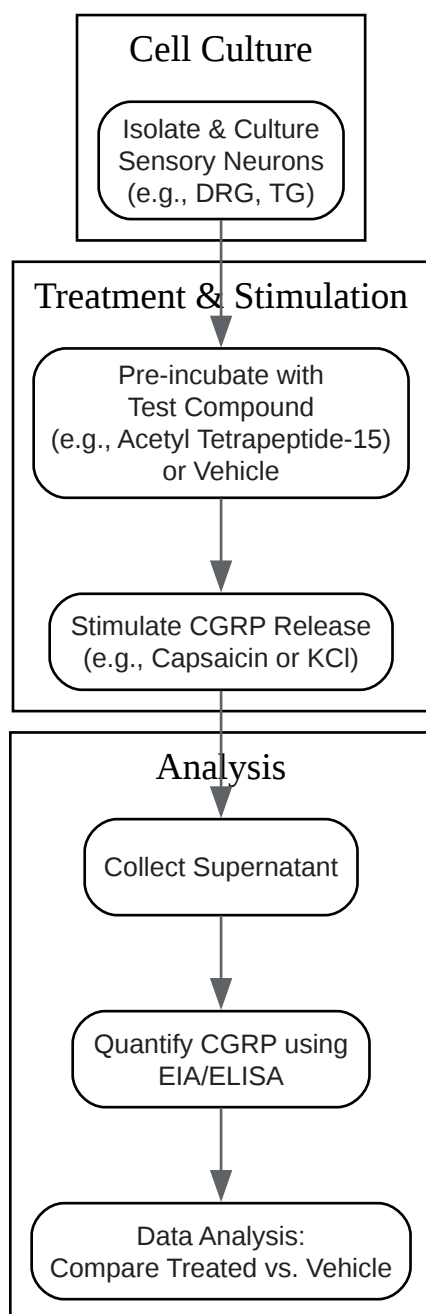 Cell Culture
Isolate & Culture
Sensory Neurons
(e.g., DRG, TG)
Treatment & Stimulation
Pre-incubate with
Test Compound
(e.g., Acetyl Tetrapeptide-15)
or Vehicle
Stimulate CGRP Release
(e.g., Capsaicin or KCl)
Analysis
Collect Supernatant
Quantify CGRP using
EIA/ELISA
Data Analysis:
Compare Treated vs. Vehicle